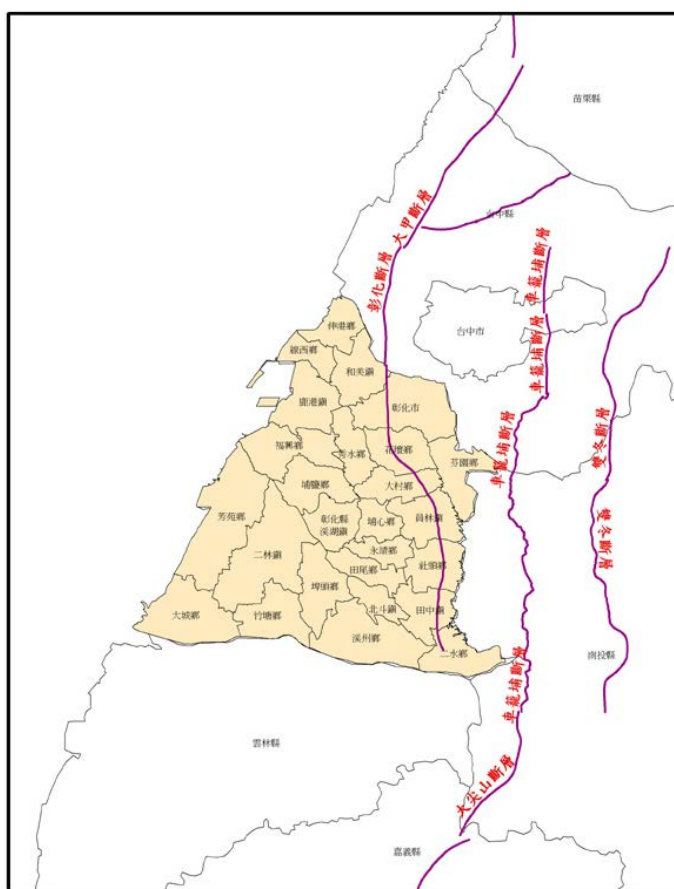 苗栗縣
大甲斷層
台中縣
彰化斷層
車籠埔斷層
台中市
車籠埔斷層
伸港鄉
線西鄉
和美鎮
鹿港鎮
彰化市
福興鄉
秀水鄉
花壇鄉
芬園鄉
車籠埔斷層
雙冬斷層
埔鹽鄉
大村鄉
芳苑鄉
彰化縣
溪湖鎮
埔心鄉
員林鎮
雙冬斷層
二林鎮
永靖鄉
社頭鄉
田尾鄉
埤頭鄉
大城鄉
竹塘鄉
北斗鎮
田中鎮
溪州鄉
二水鄉
南投縣
車籠埔斷層
雲林縣
大尖山斷層
嘉義縣